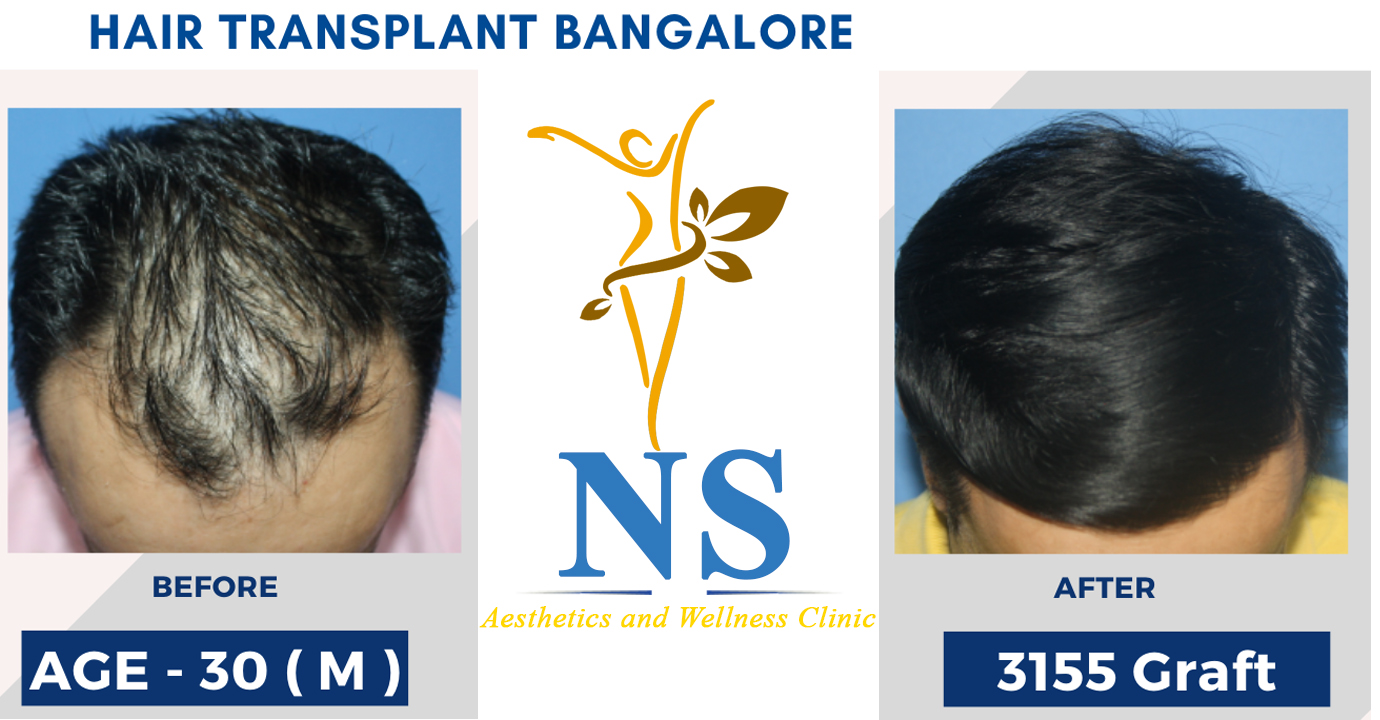 HAIR TRANSPLANT BANGALORE
NS
Aesthetics and Wellness Clinic
BEFORE
AGE - 30 ( M )
AFTER
3155 Graft